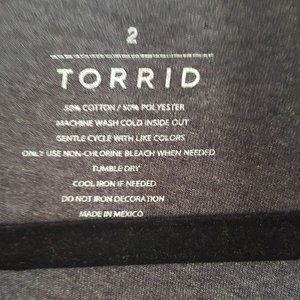 2
TORRID
50% COTTON / 50% POLYESTER
MACHINE WASH COLD INSIDE OUT
GENTLE CYCLE WITH LIKE COLORS
ONLY USE NON-CHLORINE BLEACH WHEN NEEDED
TUMBLE DRY
COOL IRON IF NEEDED
DO NOT IRON DECORATION
MADE IN MEXICO